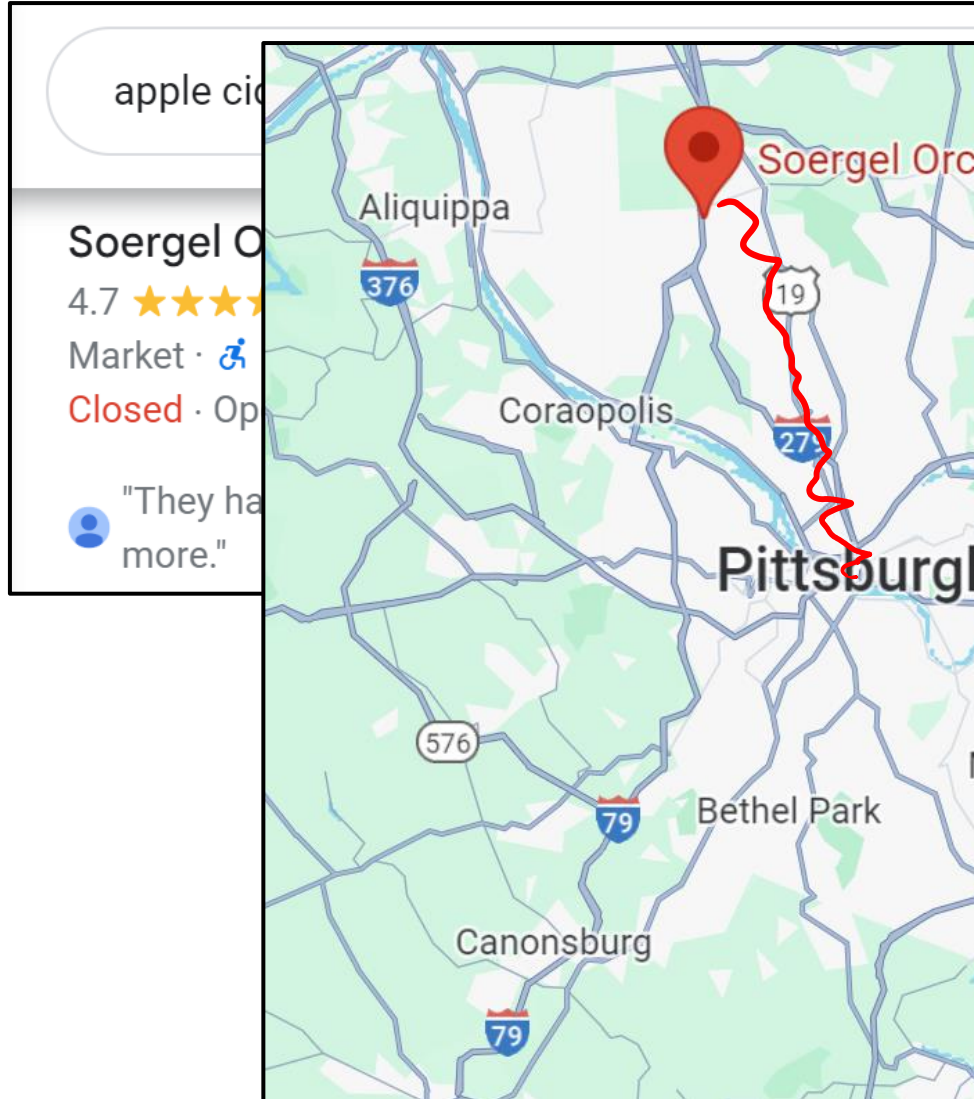 apple cic
Soergel O
4.7
Market ·
Closed · Op
"They ha
more."
Soergel Orc
Aliquippa
376
19
Coraopolis
279
Pittsburgh
576
79
Bethel Park
Canonsburg
79